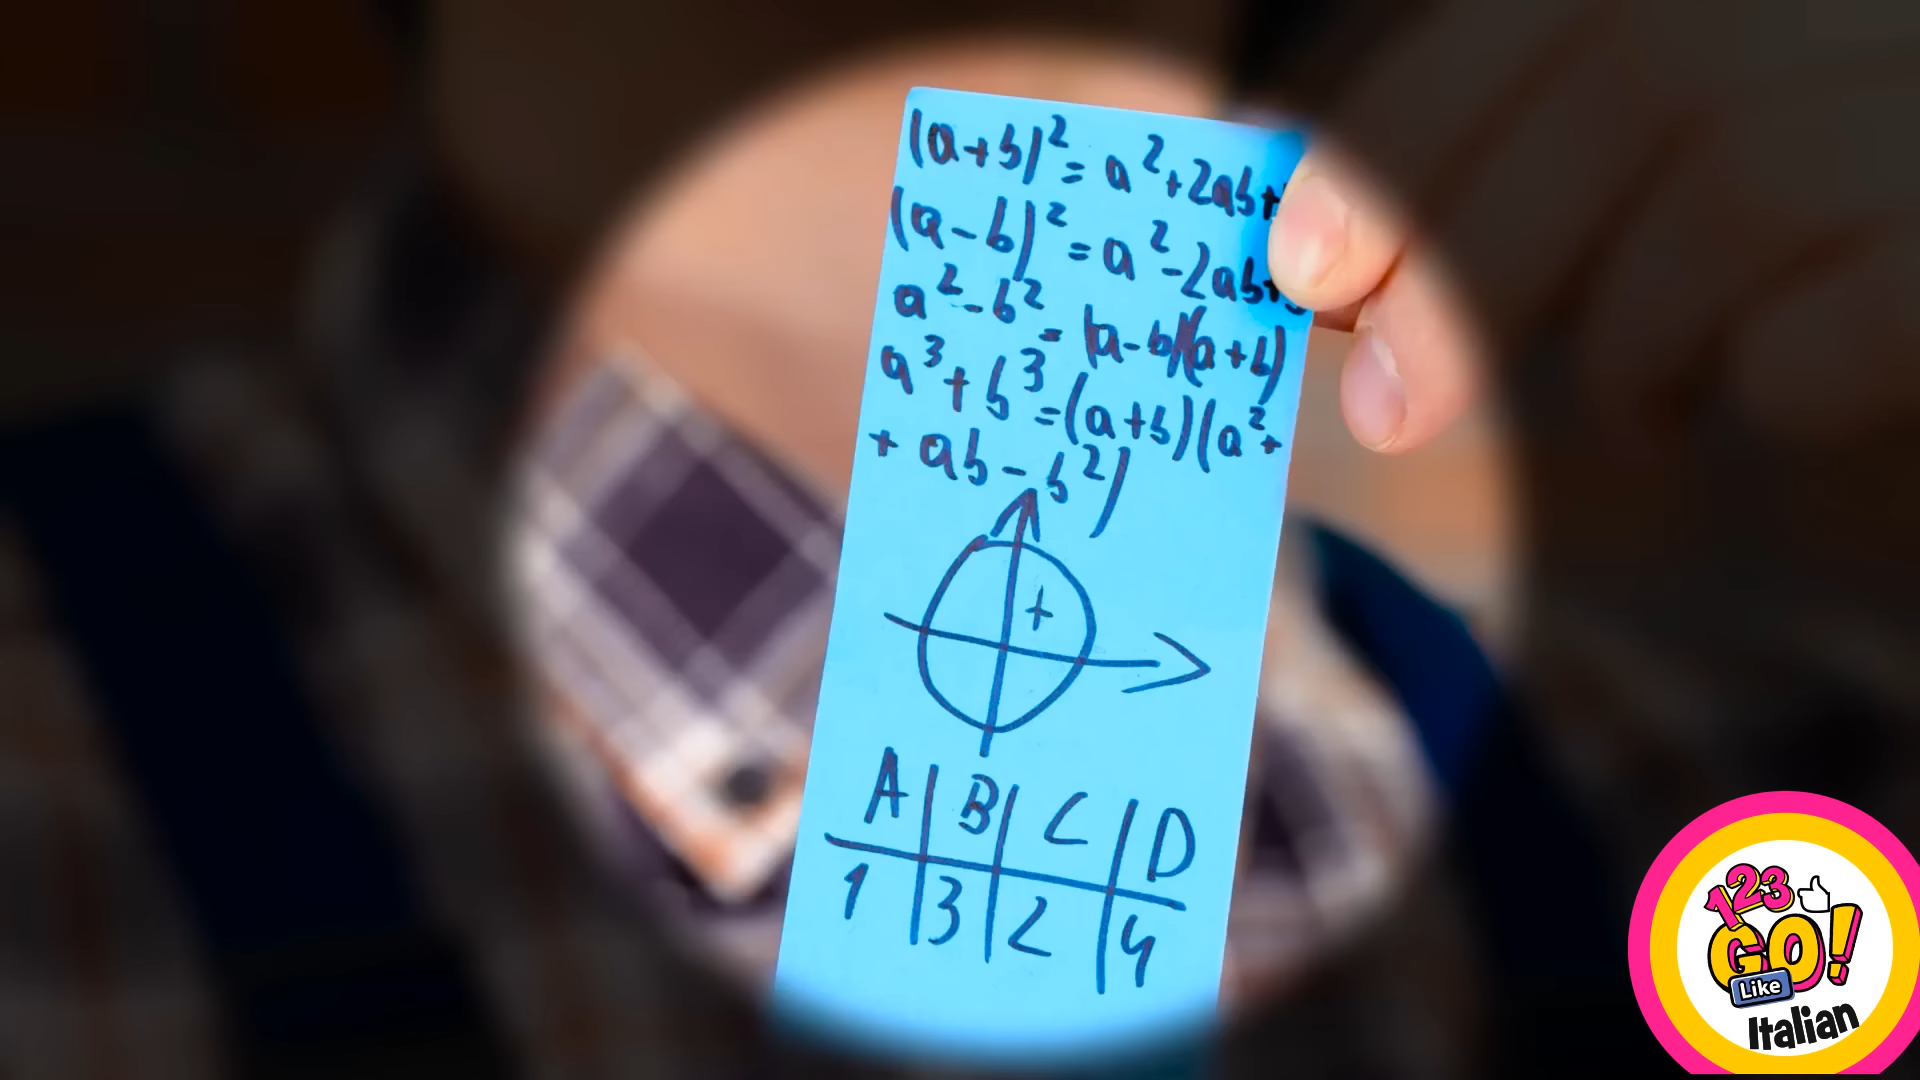 (a+b)²= a²+2ab+
(a-b)²= a²-2ab+
a²-b²= (a-b)(a+b)
a³+b³=(a+b)(a²+
+ ab-b²)
+
A | B | C | D
1 | 3 | 2 | 4
123
GO!
Like
Italian